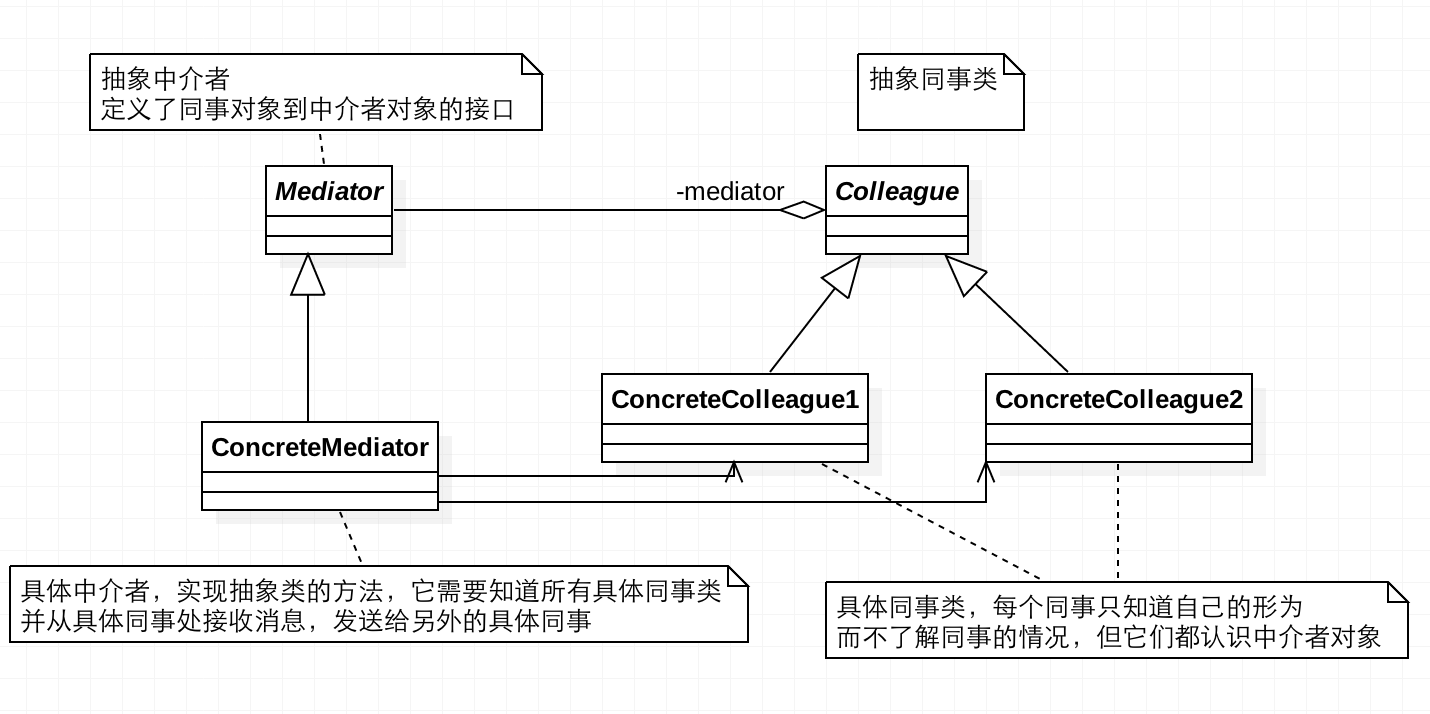 抽象中介者
定义了同事对象到中介者对象的接口
抽象同事类
Mediator
-mediator
Colleague
ConcreteColleague1
ConcreteColleague2
ConcreteMediator
具体中介者，实现抽象类的方法，它需要知道所有具体同事类
并从具体同事处接收消息，发送给另外的具体同事
具体同事类，每个同事只知道自己的形为
而不了解同事的情况，但它们都认识中介者对象